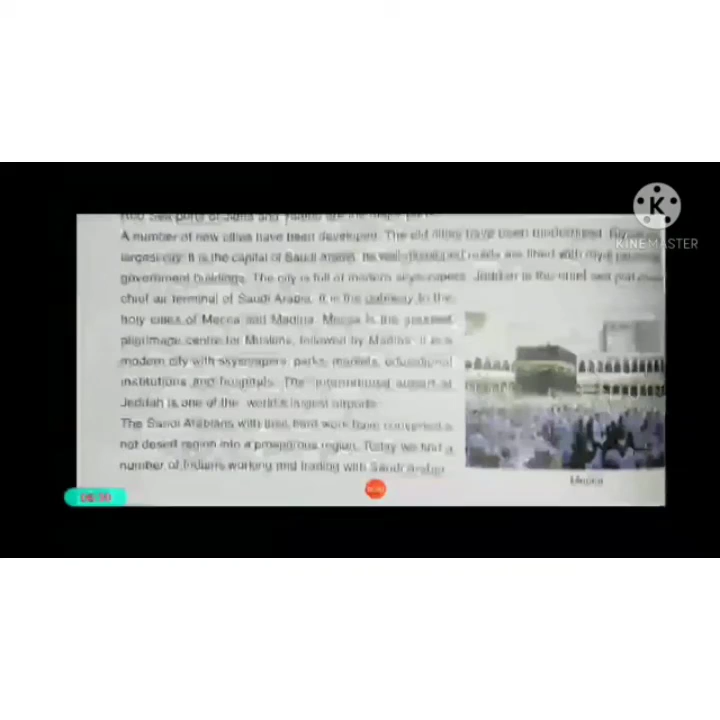 A number of new cities have been developed. The old cities have been modernised.
largest city. It is the capital of Saudi Arabia. Its well-developed roads are lined with royal
government buildings. The city is full of modern skyscrapers. Jeddah is the chief sea port
chief air terminal of Saudi Arabia. It is the gateway to the
holy cities of Mecca and Madina. Mecca is the greatest
pilgrimage centre for Muslims, followed by Madina. It is a
modern city with skyscrapers, parks, markets, educational
institutions and hospitals. The international airport at
Jeddah is one of the world's largest airports.
The Saudi Arabians with their hard work have converted a
hot desert region into a prosperous region. Today we find a
number of Indians working and trading with Saudi Arabia.
Mecca
K
KINEMASTER